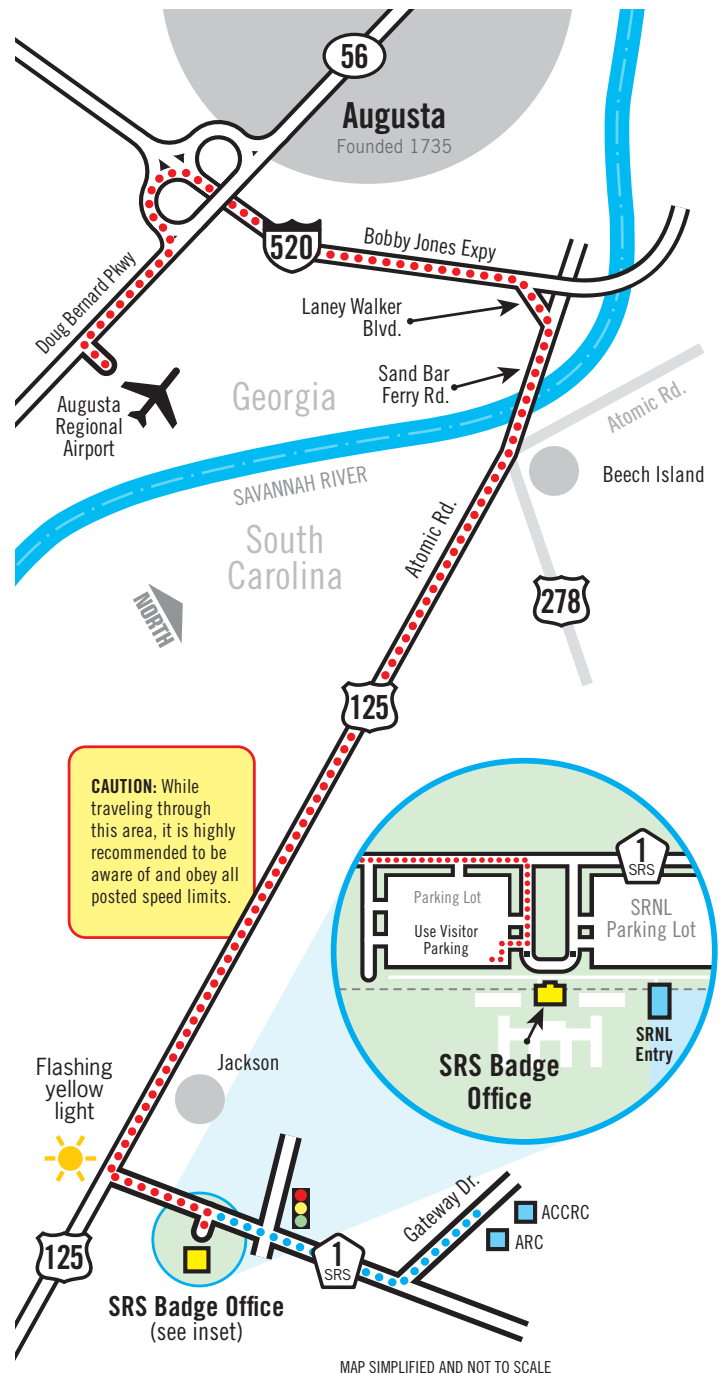 56
Augusta
Founded 1735
520
Bobby Jones Expy
Doug Bernard Pkwy
Laney Walker
Blvd.
Sand Bar
Ferry Rd.
Augusta
Regional
Airport
Georgia
Atomic Rd.
Beech Island
SAVANNAH RIVER
South
Carolina
Atomic Rd.
278
NORTH
125
CAUTION: While
traveling through
this area, it is highly
recommended to be
aware of and obey all
posted speed limits.
1
SRS
Parking Lot
Use Visitor
Parking
SRNL
Parking Lot
SRS Badge
Office
SRNL
Entry
Jackson
Flashing
yellow
light
Gateway Dr.
ACCRC
ARC
125
1
SRS
SRS Badge Office
(see inset)
MAP SIMPLIFIED AND NOT TO SCALE